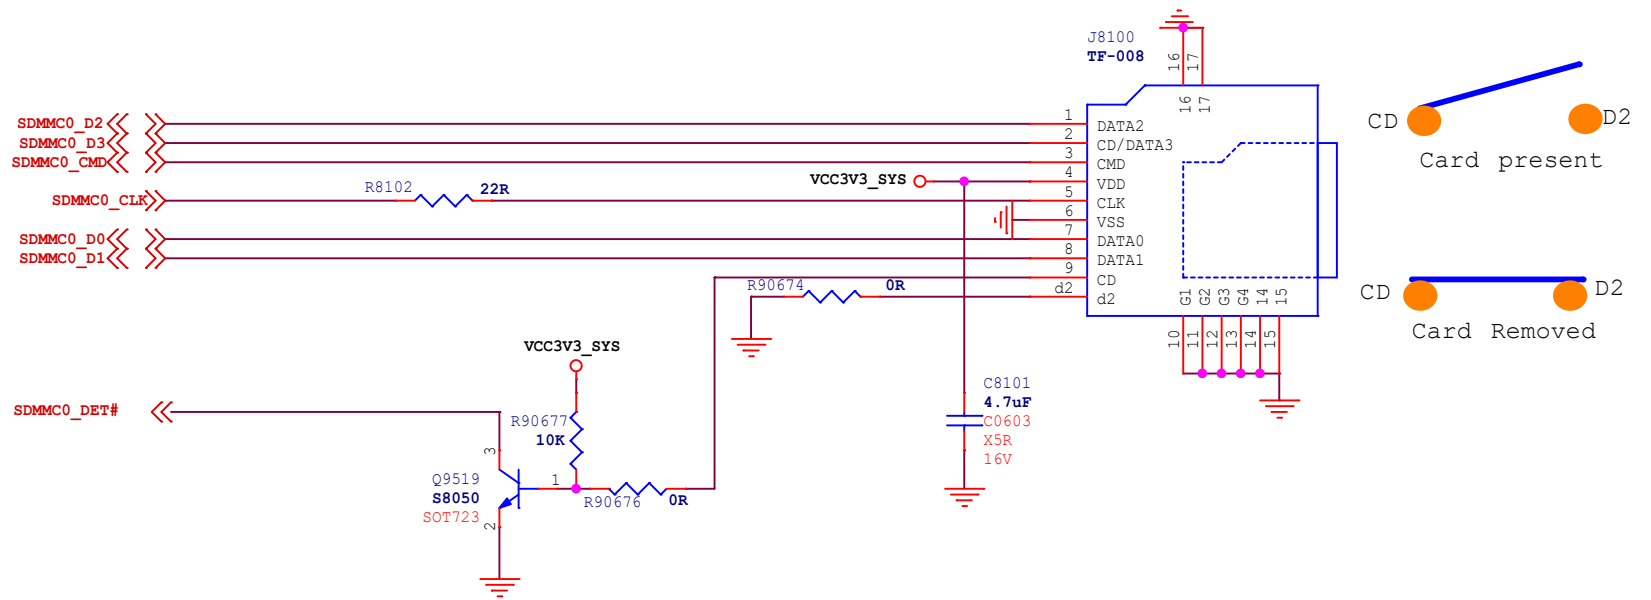 J8100
TF-008
16
17
16
17
SDMMC0_D2
1
DATA2
SDMMC0_D3
2
CD/DATA3
SDMMC0_CMD
3
CMD
VCC3V3_SYS
4
VDD
SDMMC0_CLK
R8102
22R
5
CLK
6
VSS
SDMMC0_D0
7
DATA0
SDMMC0_D1
8
DATA1
9
CD
R90674
0R
d2
d2
G1
G2
G3
G4
14
15
10
11
12
13
14
15
CD
D2
Card present
CD
D2
Card Removed
VCC3V3_SYS
SDMMC0_DET#
R90677
10K
C8101
4.7uF
C0603
X5R
16V
3
Q9519
S8050
SOT723
1
2
R90676
0R